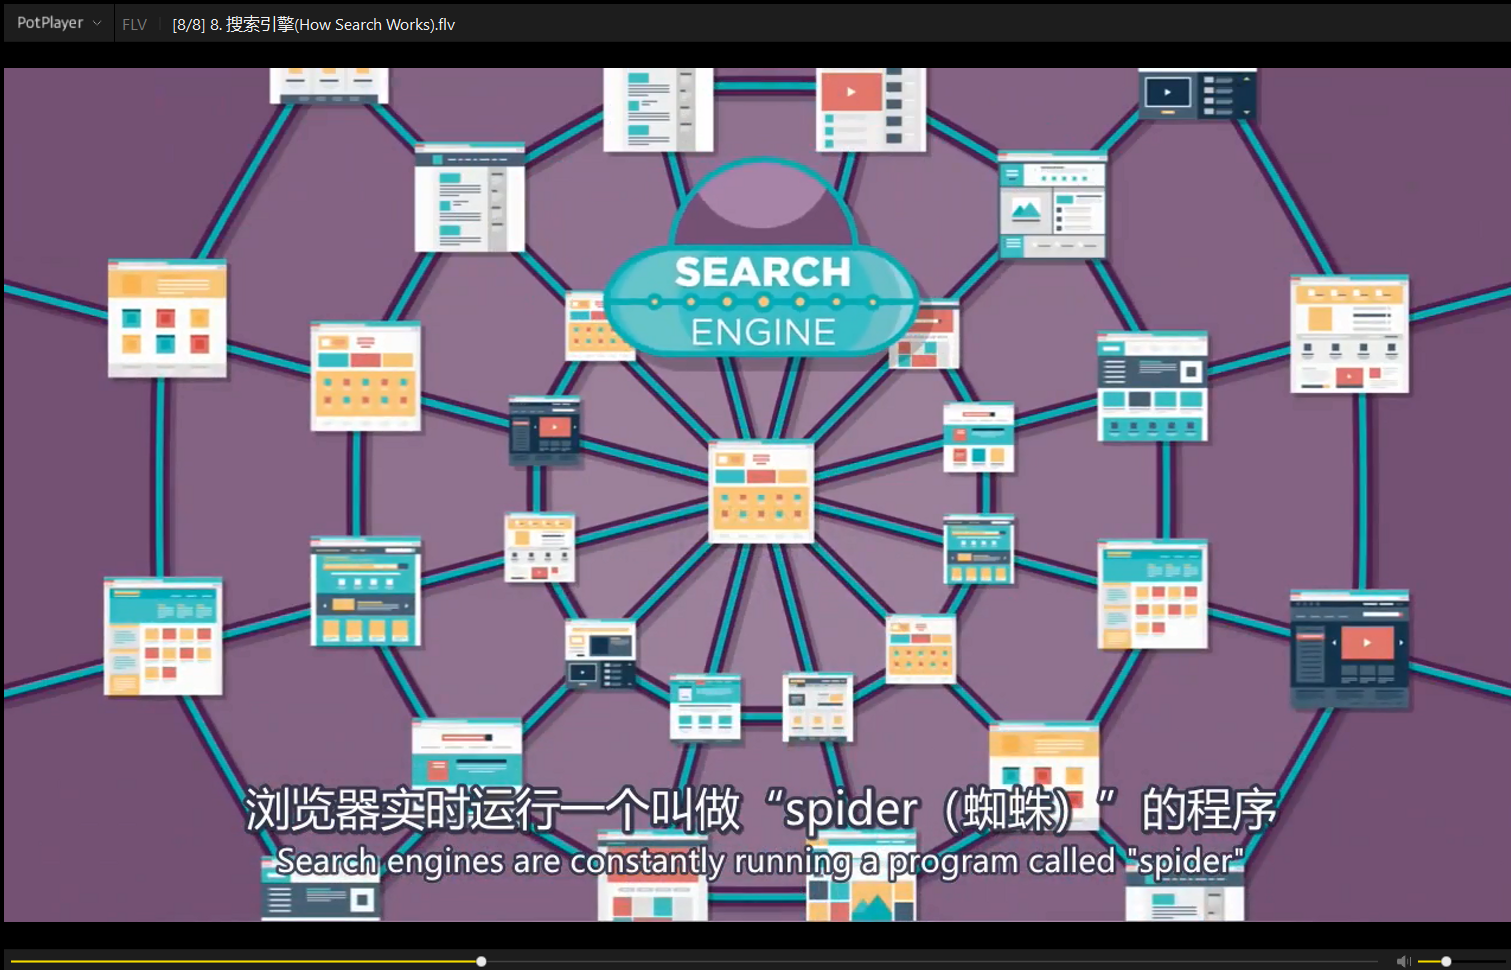 PotPlayer FLV [8/8] 8. 搜索引擎(How Search Works).flv
SEARCH
ENGINE
浏览器实时运行一个叫做“spider（蜘蛛）”的程序
Search engines are constantly running a program called "spider"